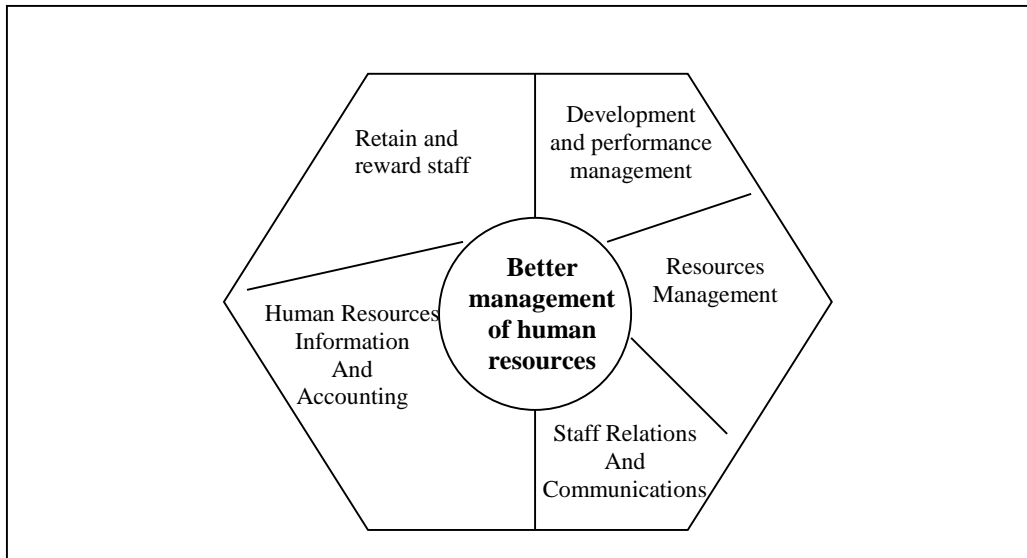 Retain and
reward staff
Development
and performance
management
Better
management
of human
resources
Resources
Management
Human Resources
Information
And
Accounting
Staff Relations
And
Communications